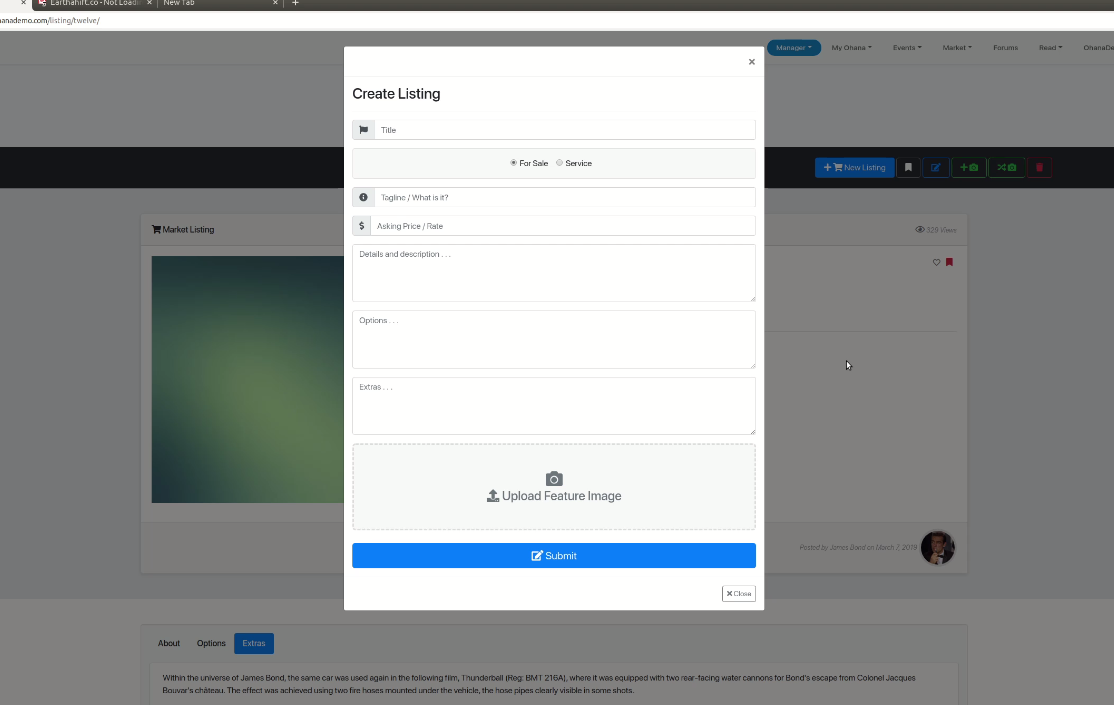 Earthahift.co - Not Loadi
New Tab
anademo.com/listing/twelve/
Manager
My Ohana
Events
Market
Forums
Read
OhanaDe
Create Listing
Title
For Sale
Service
New Listing
Tagline / What is it?
$
Asking Price / Rate
Market Listing
329 Views
Details and description . . .
Options . . .
Extras . . .
Upload Feature Image
Submit
Posted by James Bond on March 7, 2019
Close
About
Options
Extras
Within the universe of James Bond, the same car was used again in the following film, Thunderball (Reg: BMT 216A), where it was equipped with two rear-facing water cannons for Bond's escape from Colonel Jacques
Bouvar's château. The effect was achieved using two fire hoses mounted under the vehicle, the hose pipes clearly visible in some shots.